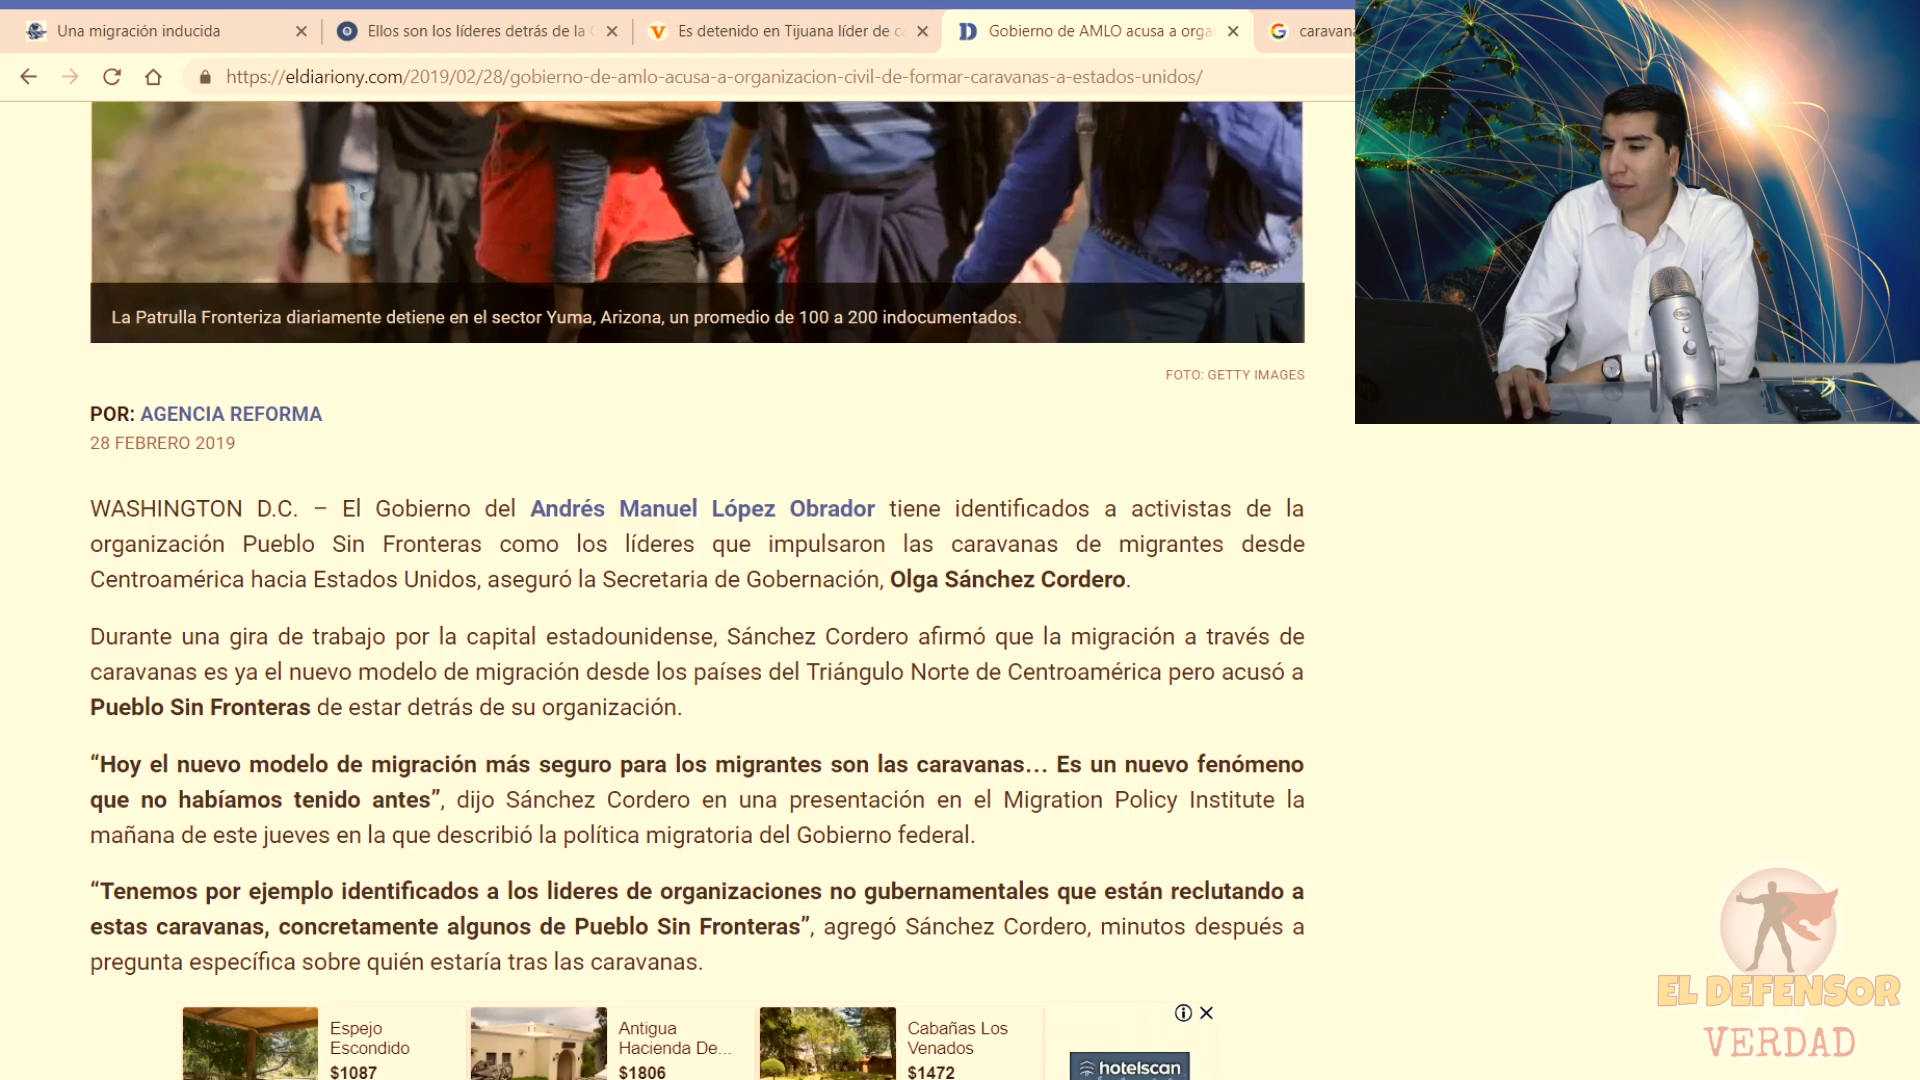 Una migración inducida
Ellos son los líderes detrás de la
Es detenido en Tijuana líder de
Gobierno de AMLO acusa a orga
caravana
https://eldiariony.com/2019/02/28/gobierno-de-amlo-acusa-a-organizacion-civil-de-formar-caravanas-a-estados-unidos/
La Patrulla Fronteriza diariamente detiene en el sector Yuma, Arizona, un promedio de 100 a 200 indocumentados.
FOTO: GETTY IMAGES
POR: AGENCIA REFORMA
28 FEBRERO 2019
WASHINGTON D.C. – El Gobierno del Andrés Manuel López Obrador tiene identificados a activistas de la
organización Pueblo Sin Fronteras como los líderes que impulsaron las caravanas de migrantes desde
Centroamérica hacia Estados Unidos, aseguró la Secretaria de Gobernación, Olga Sánchez Cordero.
Durante una gira de trabajo por la capital estadounidense, Sánchez Cordero afirmó que la migración a través de
caravanas es ya el nuevo modelo de migración desde los países del Triángulo Norte de Centroamérica pero acusó a
Pueblo Sin Fronteras de estar detrás de su organización.
“Hoy el nuevo modelo de migración más seguro para los migrantes son las caravanas… Es un nuevo fenómeno
que no habíamos tenido antes”, dijo Sánchez Cordero en una presentación en el Migration Policy Institute la
mañana de este jueves en la que describió la política migratoria del Gobierno federal.
“Tenemos por ejemplo identificados a los lideres de organizaciones no gubernamentales que están reclutando a
estas caravanas, concretamente algunos de Pueblo Sin Fronteras”, agregó Sánchez Cordero, minutos después a
pregunta específica sobre quién estaría tras las caravanas.
Espejo
Escondido
$1087
Antigua
Hacienda De...
$1806
Cabañas Los
Venados
$1472
hotelscan
EL DEFENSOR
VERDAD